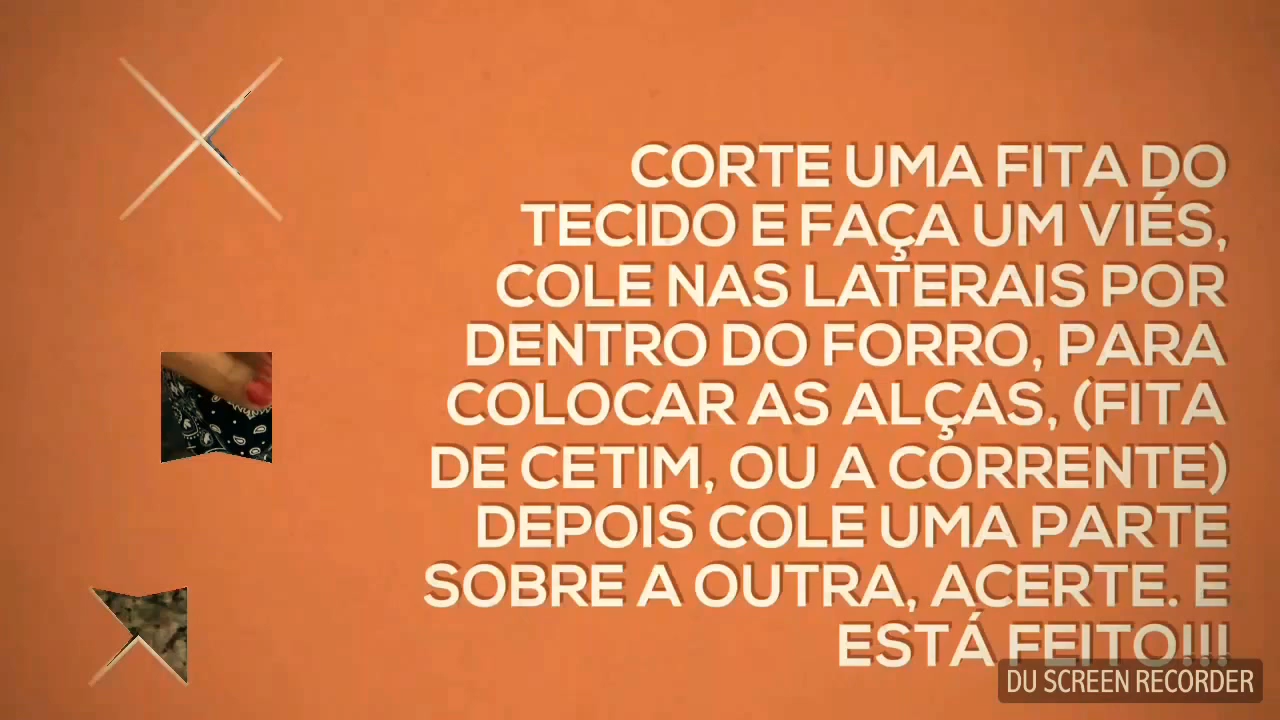 CORTE UMA FITA DO
TECIDO E FAÇA UM VIÉS,
COLE NAS LATERAIS POR
DENTRO DO FORRO, PARA
COLOCAR AS ALÇAS, (FITA
DE CETIM, OU A CORRENTE)
DEPOIS COLE UMA PARTE
SOBRE A OUTRA, ACERTE. E
ESTÁ FEITO!!!
DU SCREEN RECORDER